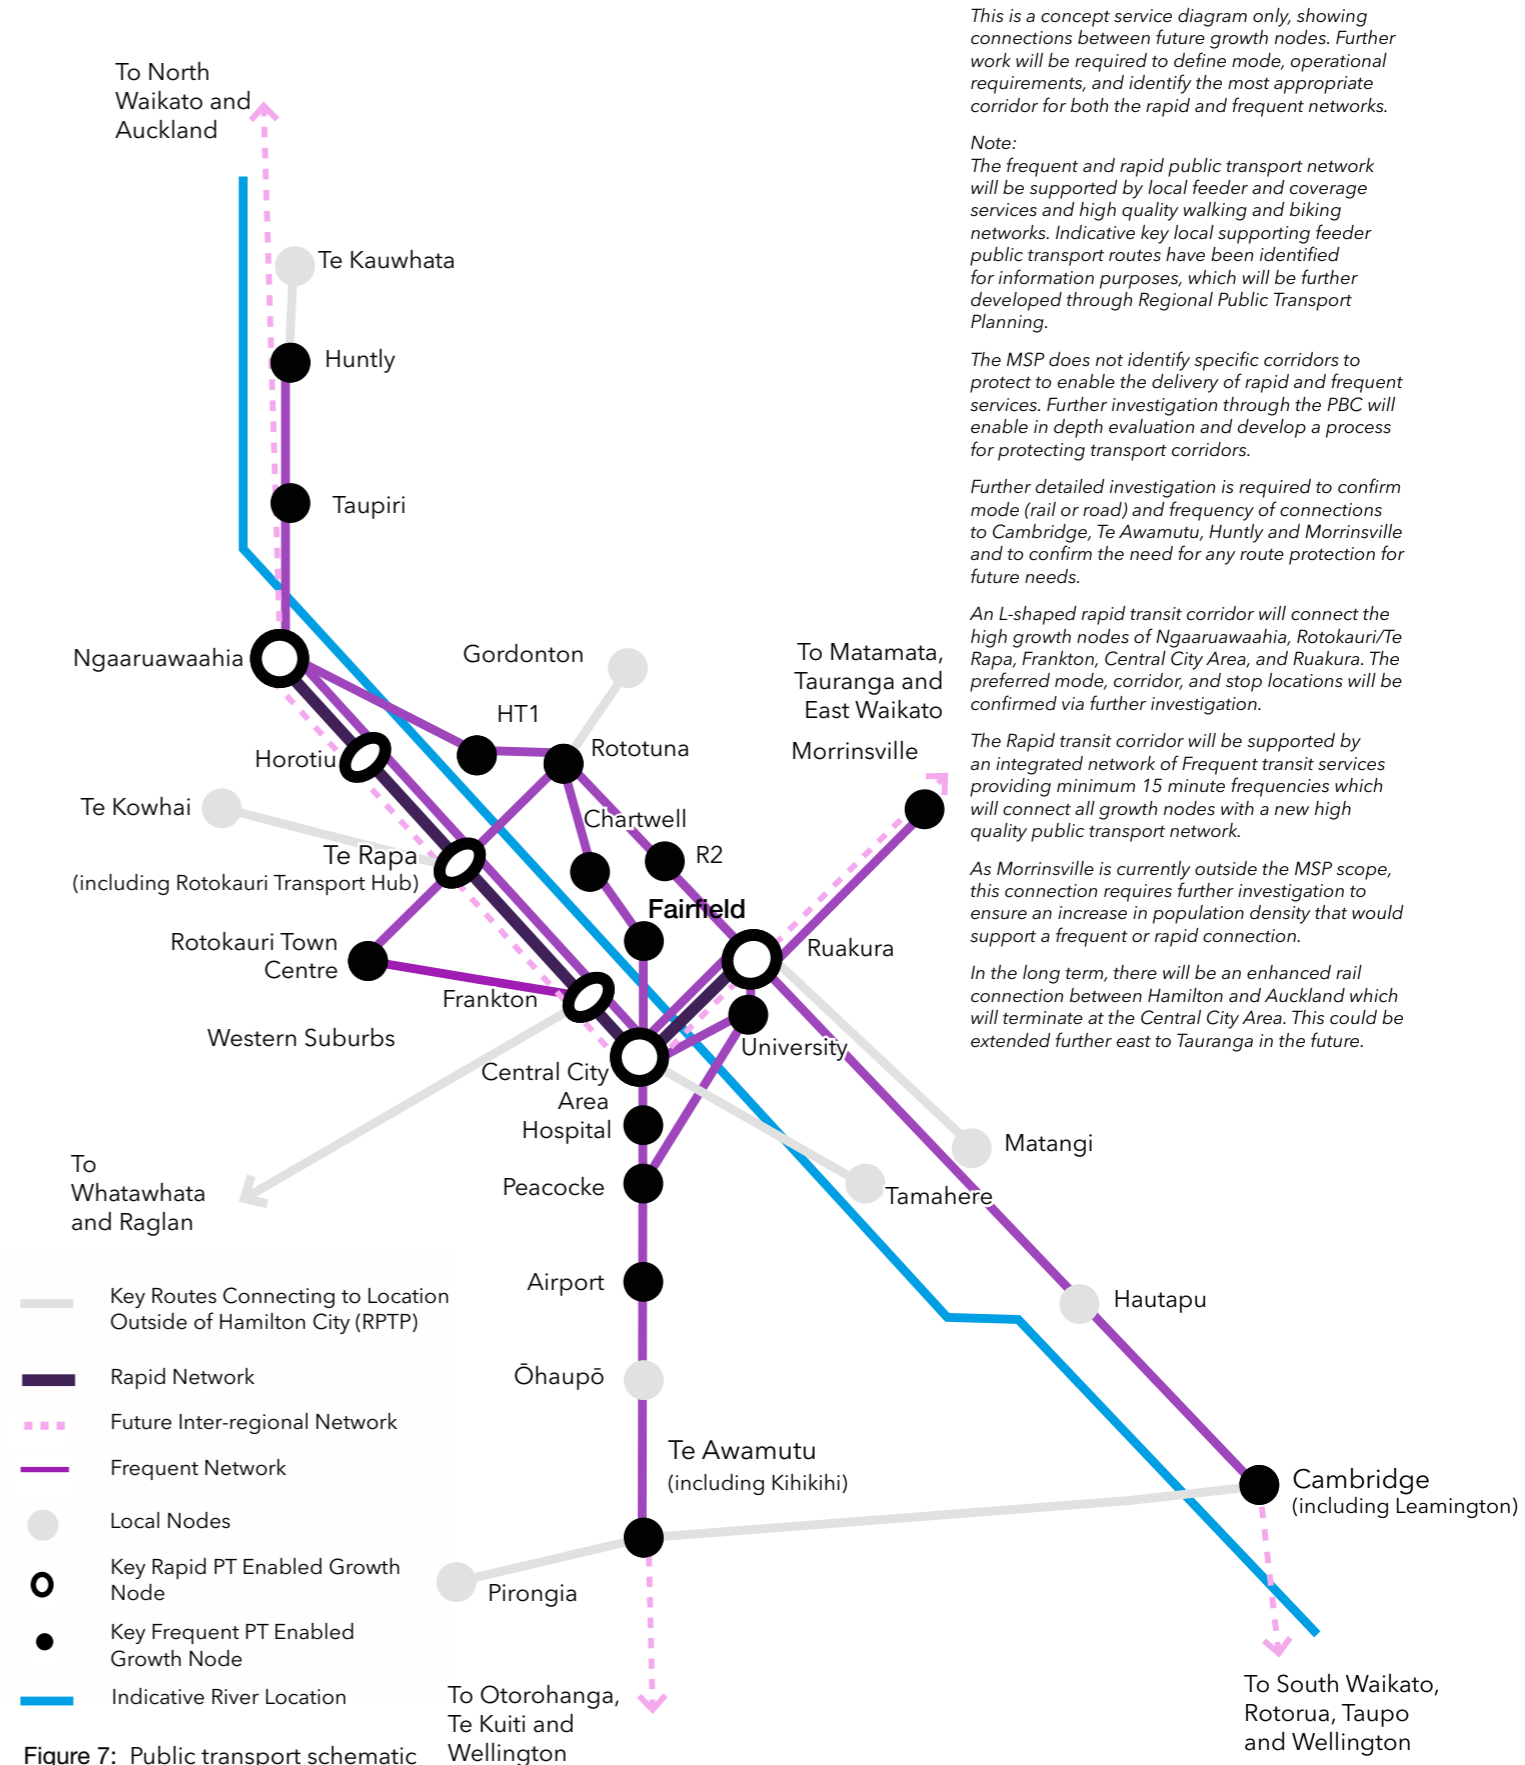 This is a concept service diagram only, showing
connections between future growth nodes. Further
work will be required to define mode, operational
requirements, and identify the most appropriate
corridor for both the rapid and frequent networks.
Note:
The frequent and rapid public transport network
will be supported by local feeder and coverage
services and high quality walking and biking
networks. Indicative key local supporting feeder
public transport routes have been identified
for information purposes, which will be further
developed through Regional Public Transport
Planning.
The MSP does not identify specific corridors to
protect to enable the delivery of rapid and frequent
services. Further investigation through the PBC will
enable in depth evaluation and develop a process
for protecting transport corridors.
Further detailed investigation is required to confirm
mode (rail or road) and frequency of connections
to Cambridge, Te Awamutu, Huntly and Morrinsville
and to confirm the need for any route protection for
future needs.
An L-shaped rapid transit corridor will connect the
high growth nodes of Ngaaruawaahia, Rotokauri/Te
Rapa, Frankton, Central City Area, and Ruakura. The
preferred mode, corridor, and stop locations will be
confirmed via further investigation.
The Rapid transit corridor will be supported by
an integrated network of Frequent transit services
providing minimum 15 minute frequencies which
will connect all growth nodes with a new high
quality public transport network.
As Morrinsville is currently outside the MSP scope,
this connection requires further investigation to
ensure an increase in population density that would
support a frequent or rapid connection.
In the long term, there will be an enhanced rail
connection between Hamilton and Auckland which
will terminate at the Central City Area. This could be
extended further east to Tauranga in the future.
To North
Waikato and
Auckland
Te Kauwhata
Huntly
Taupiri
Ngaaruawaahia
Gordonton
To Matamata,
Tauranga and
East Waikato
Morrinsville
HT1
Rototuna
Horotiu
Te Kowhai
Chartwell
R2
Te Rapa
(including Rotokauri Transport Hub)
Fairfield
Ruakura
Rotokauri Town
Centre
Frankton
Western Suburbs
University
Central City
Area
Hospital
Matangi
To
Whatawhata
and Raglan
Peacocke
Tamahere
Airport
Hautapu
Ōhaupō
Te Awamutu
(including Kihikihi)
Cambridge
(including Leamington)
Pirongia
To Otorohanga,
Te Kuiti and
Wellington
To South Waikato,
Rotorua, Taupo
and Wellington
Key Routes Connecting to Location
Outside of Hamilton City (RPTP)
Rapid Network
Future Inter-regional Network
Frequent Network
Local Nodes
Key Rapid PT Enabled Growth
Node
Key Frequent PT Enabled
Growth Node
Indicative River Location
Figure 7: Public transport schematic